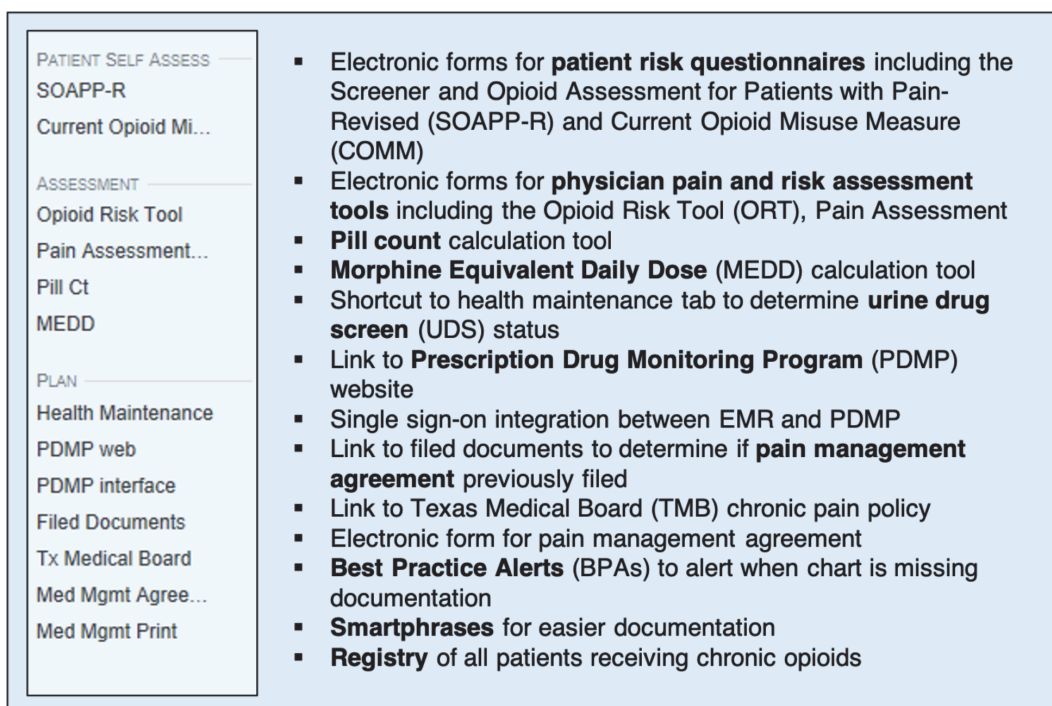 PATIENT SELF ASSESS
SOAPP-R
Current Opioid Mi...
ASSESSMENT
Opioid Risk Tool
Pain Assessment...
Pill Ct
MEDD
PLAN
Health Maintenance
PDMP web
PDMP interface
Filed Documents
Tx Medical Board
Med Mgmt Agree...
Med Mgmt Print
▪ Electronic forms for patient risk questionnaires including the
Screener and Opioid Assessment for Patients with Pain-
Revised (SOAPP-R) and Current Opioid Misuse Measure
(COMM)
▪ Electronic forms for physician pain and risk assessment
tools including the Opioid Risk Tool (ORT), Pain Assessment
▪ Pill count calculation tool
▪ Morphine Equivalent Daily Dose (MEDD) calculation tool
▪ Shortcut to health maintenance tab to determine urine drug
screen (UDS) status
▪ Link to Prescription Drug Monitoring Program (PDMP)
website
▪ Single sign-on integration between EMR and PDMP
▪ Link to filed documents to determine if pain management
agreement previously filed
▪ Link to Texas Medical Board (TMB) chronic pain policy
▪ Electronic form for pain management agreement
▪ Best Practice Alerts (BPAs) to alert when chart is missing
documentation
▪ Smartphrases for easier documentation
▪ Registry of all patients receiving chronic opioids